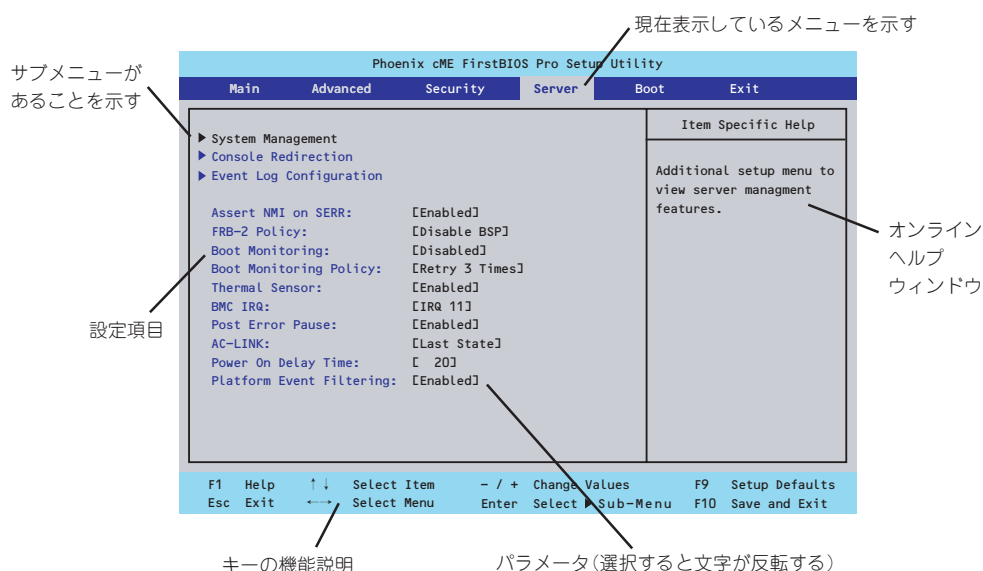 現在表示しているメニューを示す
サブメニューが
あることを示す
Phoenix cME FirstBIOS Pro Setup Utility
Main Advanced Security Server Boot Exit
▶ System Management
▶ Console Redirection
▶ Event Log Configuration
Assert NMI on SERR: [Enabled]
FRB-2 Policy: [Disable BSP]
Boot Monitoring: [Disabled]
Boot Monitoring Policy: [Retry 3 Times]
Thermal Sensor: [Enabled]
BMC IRQ: [IRQ 11]
Post Error Pause: [Enabled]
AC-LINK: [Last State]
Power On Delay Time: [ 20]
Platform Event Filtering: [Enabled]
Item Specific Help
Additional setup menu to
view server managment
features.
オンライン
ヘルプ
ウィンドウ
設定項目
F1 Help ↑↓ Select Item - / + Change Values F9 Setup Defaults
Esc Exit ←→ Select Menu Enter Select ▶ Sub-Menu F10 Save and Exit
キーの機能説明
パラメータ(選択すると文字が反転する)